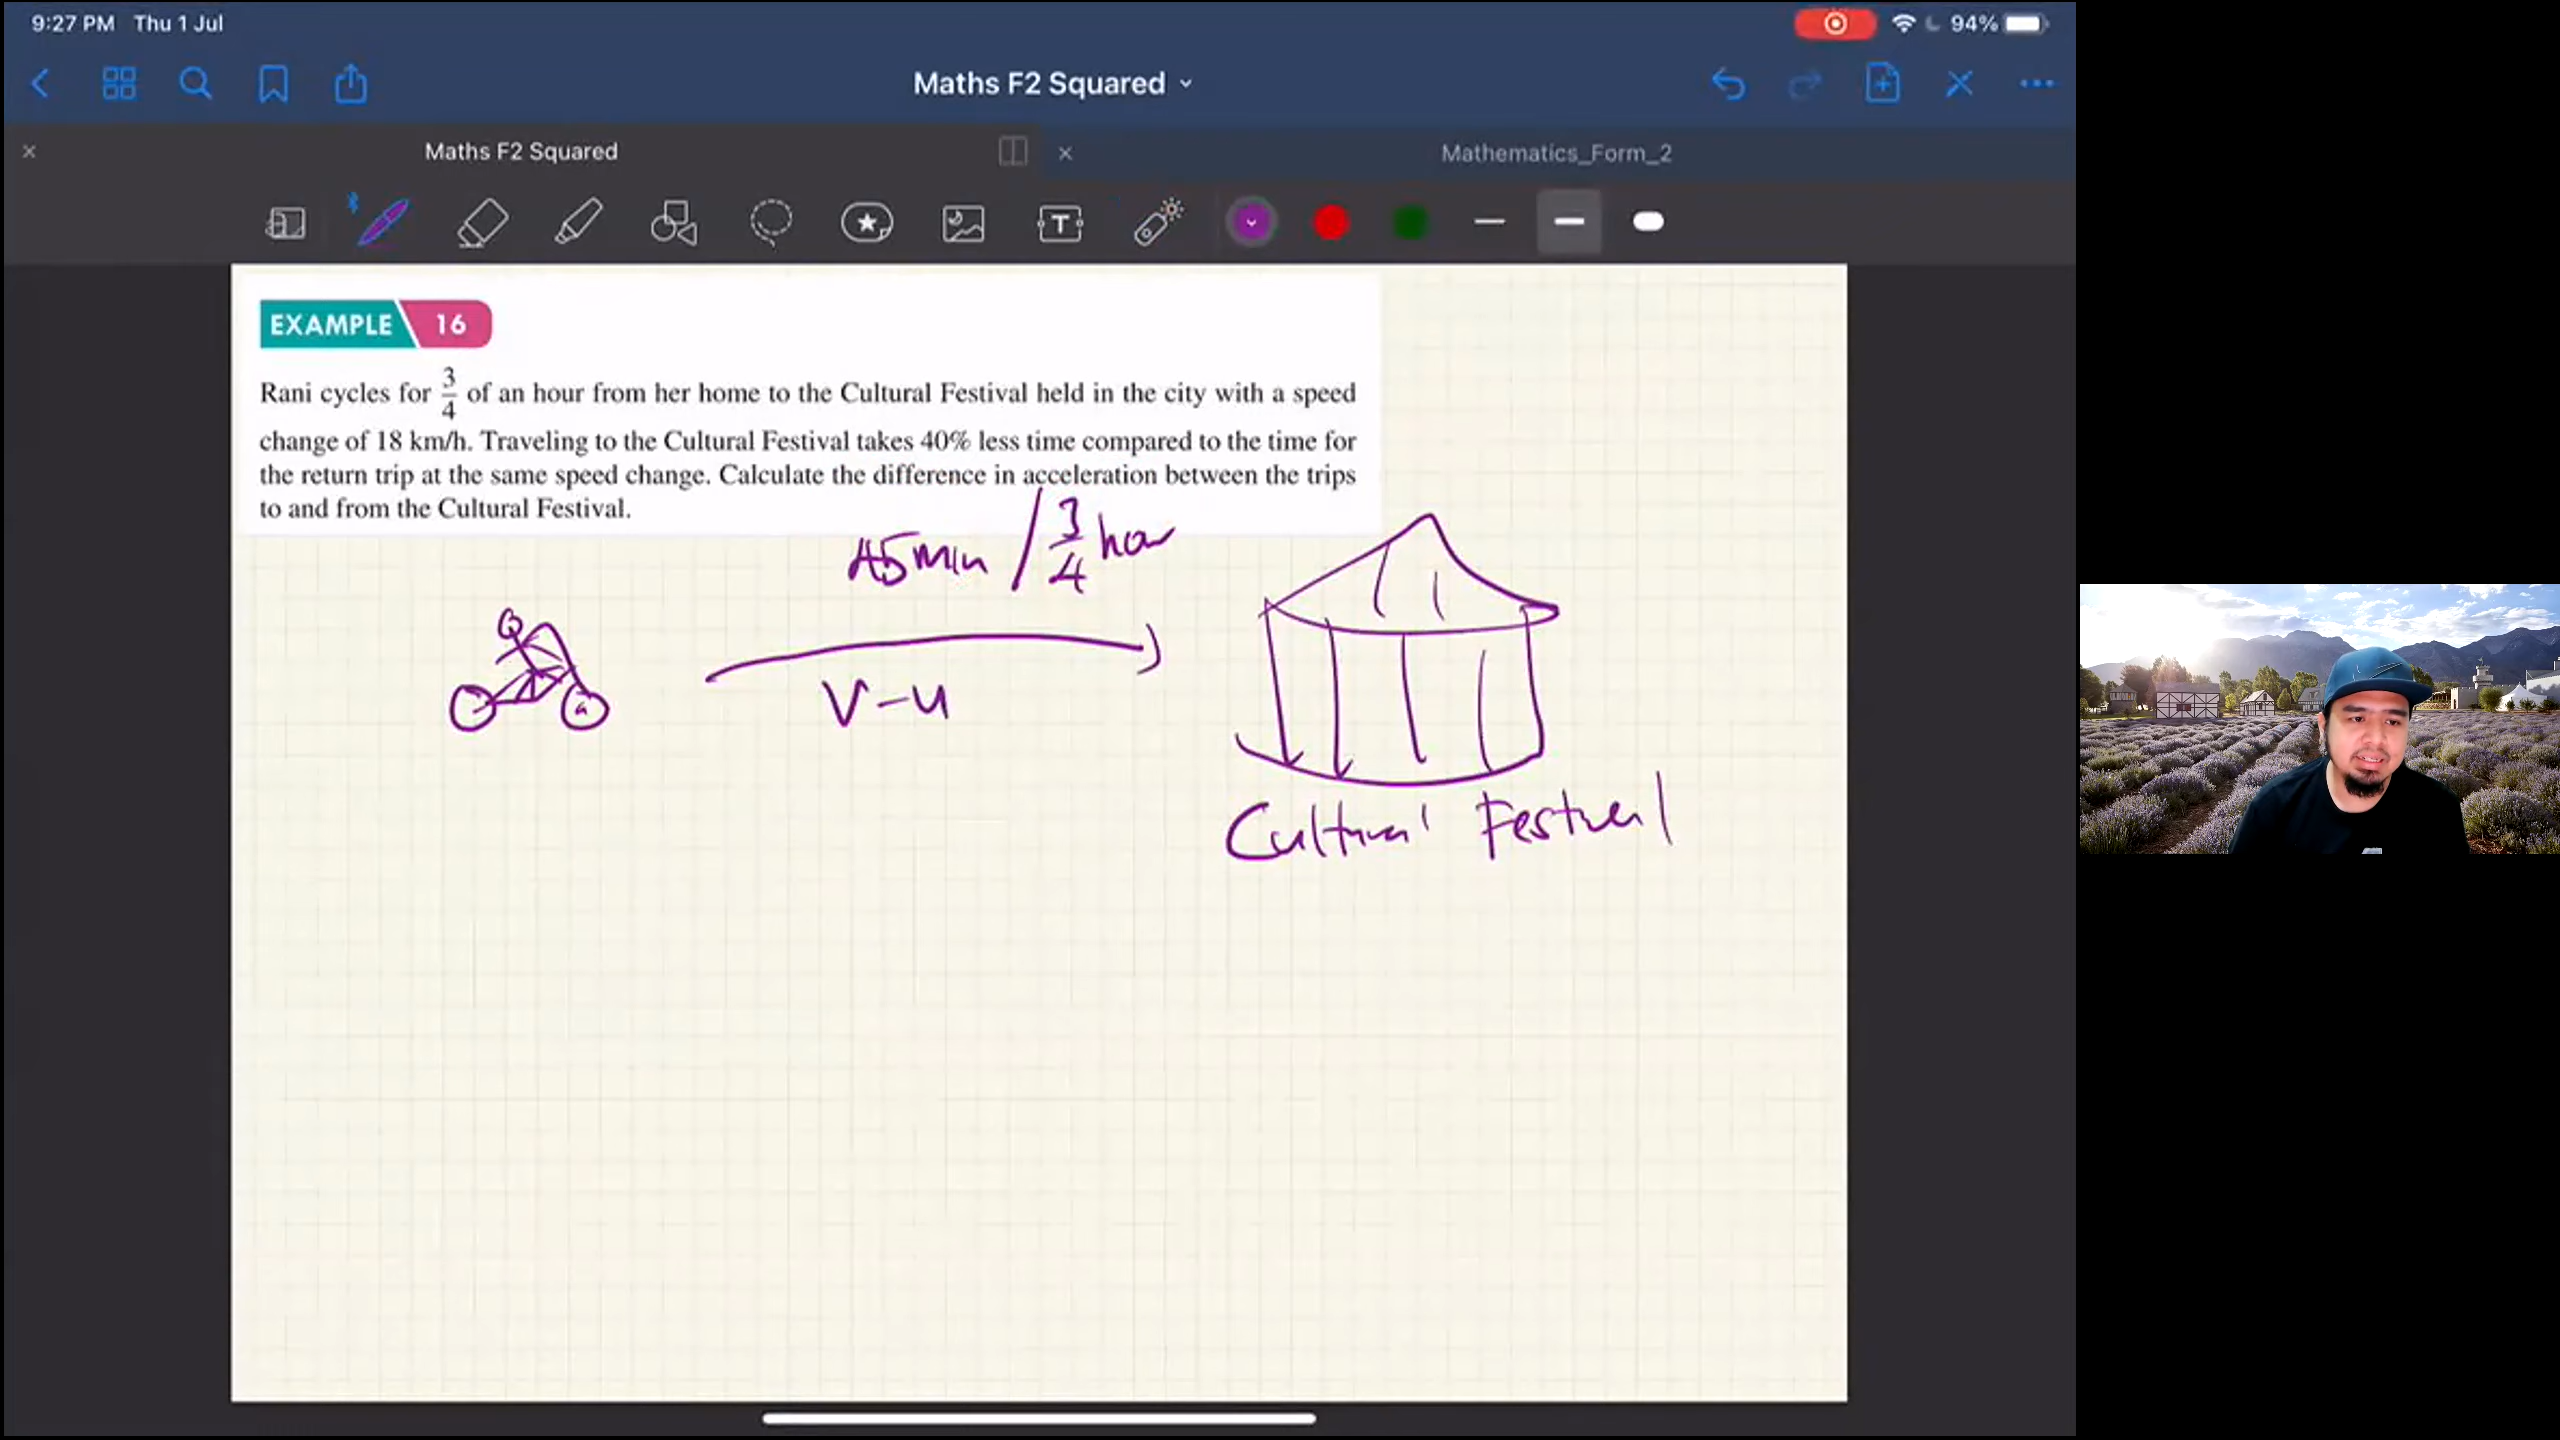 9:27 PM Thu 1 Jul
94%
Maths F2 Squared
Maths F2 Squared
Mathematics_Form_2
T
EXAMPLE 16
Rani cycles for 3/4 of an hour from her home to the Cultural Festival held in the city with a speed
change of 18 km/h. Traveling to the Cultural Festival takes 40% less time compared to the time for
the return trip at the same speed change. Calculate the difference in acceleration between the trips
to and from the Cultural Festival.
45 min / 3/4 hour
v-u
Cultural Festival